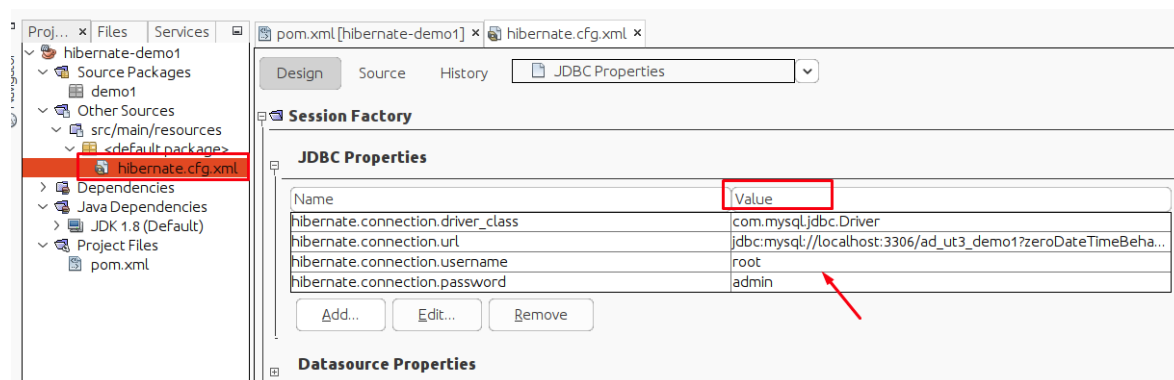 Proj... × Files Services
pom.xml [hibernate-demo1] × hibernate.cfg.xml ×
hibernate-demo1
Source Packages
demo1
Other Sources
src/main/resources
<default package>
hibernate.cfg.xml
Dependencies
Java Dependencies
JDK 1.8 (Default)
Project Files
pom.xml
Design Source History JDBC Properties
Session Factory
JDBC Properties
Name Value
hibernate.connection.driver_class com.mysql.jdbc.Driver
hibernate.connection.url jdbc:mysql://localhost:3306/ad_ut3_demo1?zeroDateTimeBeha...
hibernate.connection.username root
hibernate.connection.password admin
Add... Edit... Remove
Datasource Properties